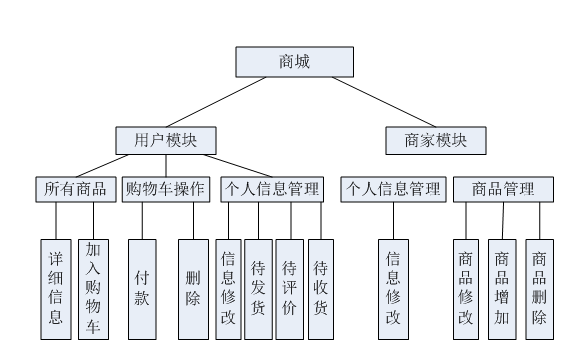 商城
用户模块
商家模块
所有商品
购物车操作
个人信息管理
个人信息管理
商品管理
详细信息
加入购物车
付款
删除
信息修改
待发货
待评价
待收货
信息修改
商品修改
商品增加
商品删除